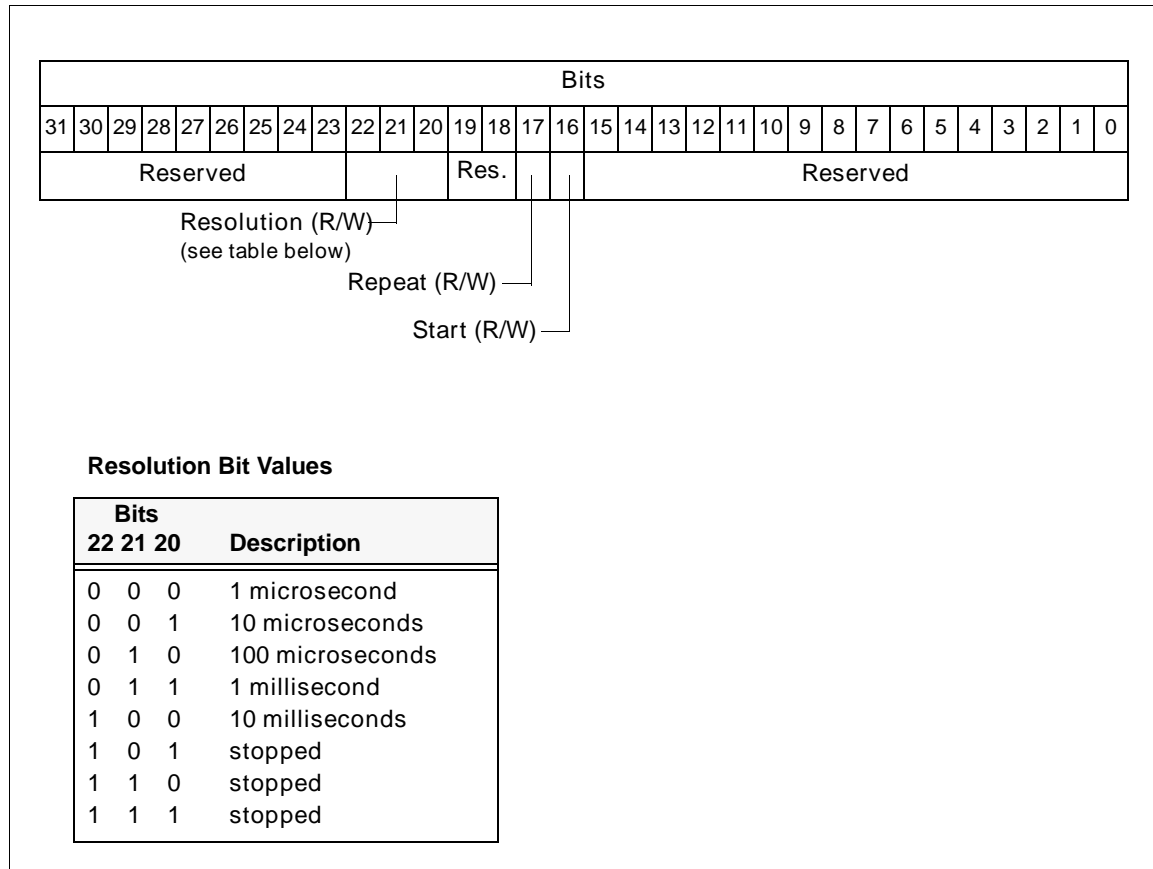 Bits
31 30 29 28 27 26 25 24 23 22 21 20 19 18 17 16 15 14 13 12 11 10 9 8 7 6 5 4 3 2 1 0
Reserved Res. Reserved
Resolution (R/W)
(see table below)
Repeat (R/W)
Start (R/W)
Resolution Bit Values
Bits
22 21 20 Description
0 0 0 1 microsecond
0 0 1 10 microseconds
0 1 0 100 microseconds
0 1 1 1 millisecond
1 0 0 10 milliseconds
1 0 1 stopped
1 1 0 stopped
1 1 1 stopped